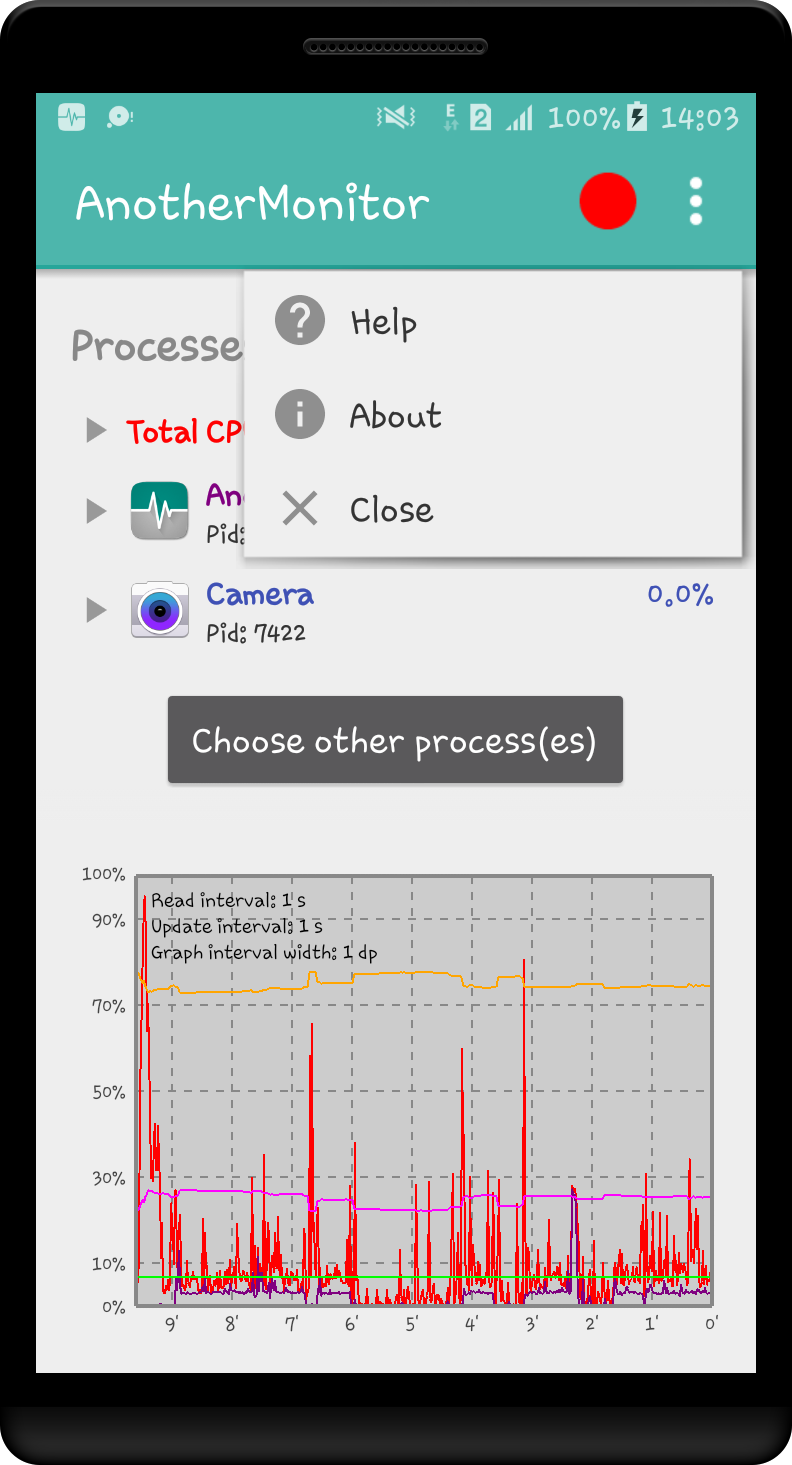 E
2
100%
14:03
AnotherMonitor
Help
About
Close
Processe
Total CP
An
Pid:
Camera
0.0%
Pid: 7422
Choose other process(es)
100%
90%
70%
50%
30%
10%
0%
Read interval: 1 s
Update interval: 1 s
Graph interval width: 1 dp
9' 8' 7' 6' 5' 4' 3' 2' 1' 0'